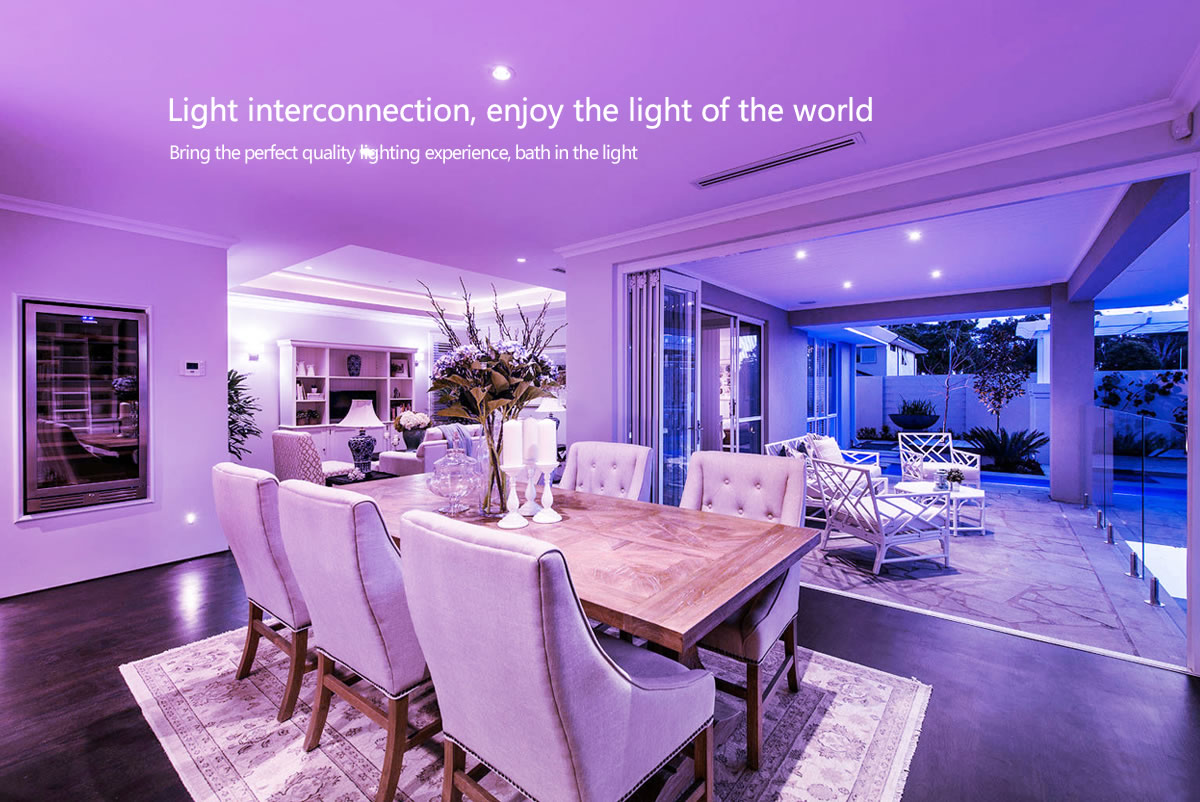 Light interconnection, enjoy the light of the world
Bring the perfect quality lighting experience, bath in the light